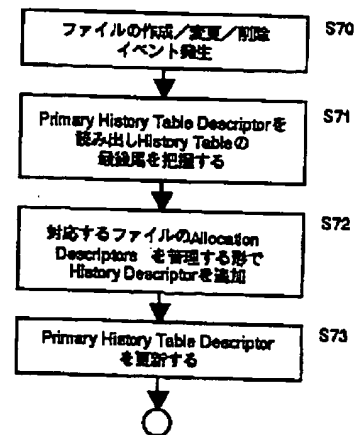 ファイルの作成／変更／削除
イベント発生
S70
Primary History Table Descriptorを
読み出しHistory Tableの
最後尾を把握する
S71
対応するファイルのAllocation
Descriptors を管理する形で
History Descriptorを追加
S72
Primary History Table Descriptor
を更新する
S73